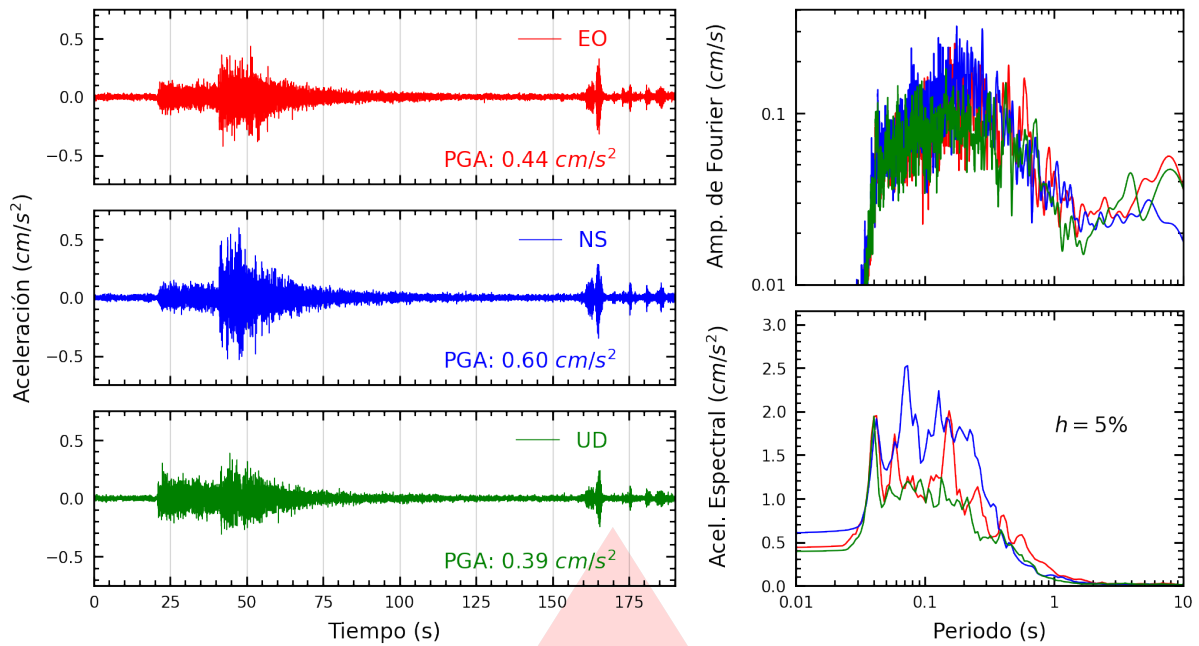 Aceleración (cm/s²)
0.5
0.0
−0.5
EO
PGA: 0.44 cm/s²
0.5
0.0
−0.5
NS
PGA: 0.60 cm/s²
0.5
0.0
−0.5
UD
PGA: 0.39 cm/s²
0 25 50 75 100 125 150 175
Tiempo (s)
Amp. de Fourier (cm/s)
0.1
0.01
Acel. Espectral (cm/s²)
3.0
2.5
2.0
1.5
1.0
0.5
0.0
h = 5%
0.01 0.1 1 10
Periodo (s)